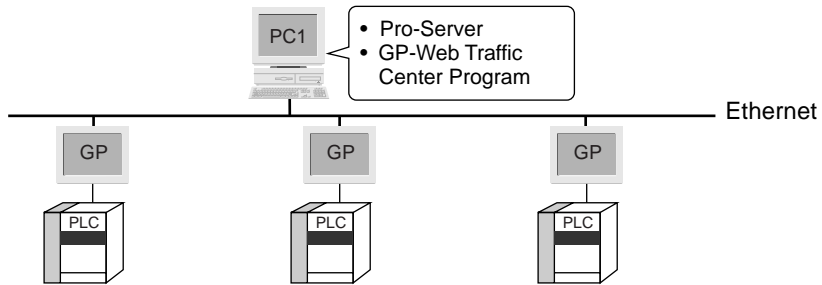 PC1
• Pro-Server
• GP-Web Traffic
Center Program
Ethernet
GP
GP
GP
PLC
PLC
PLC